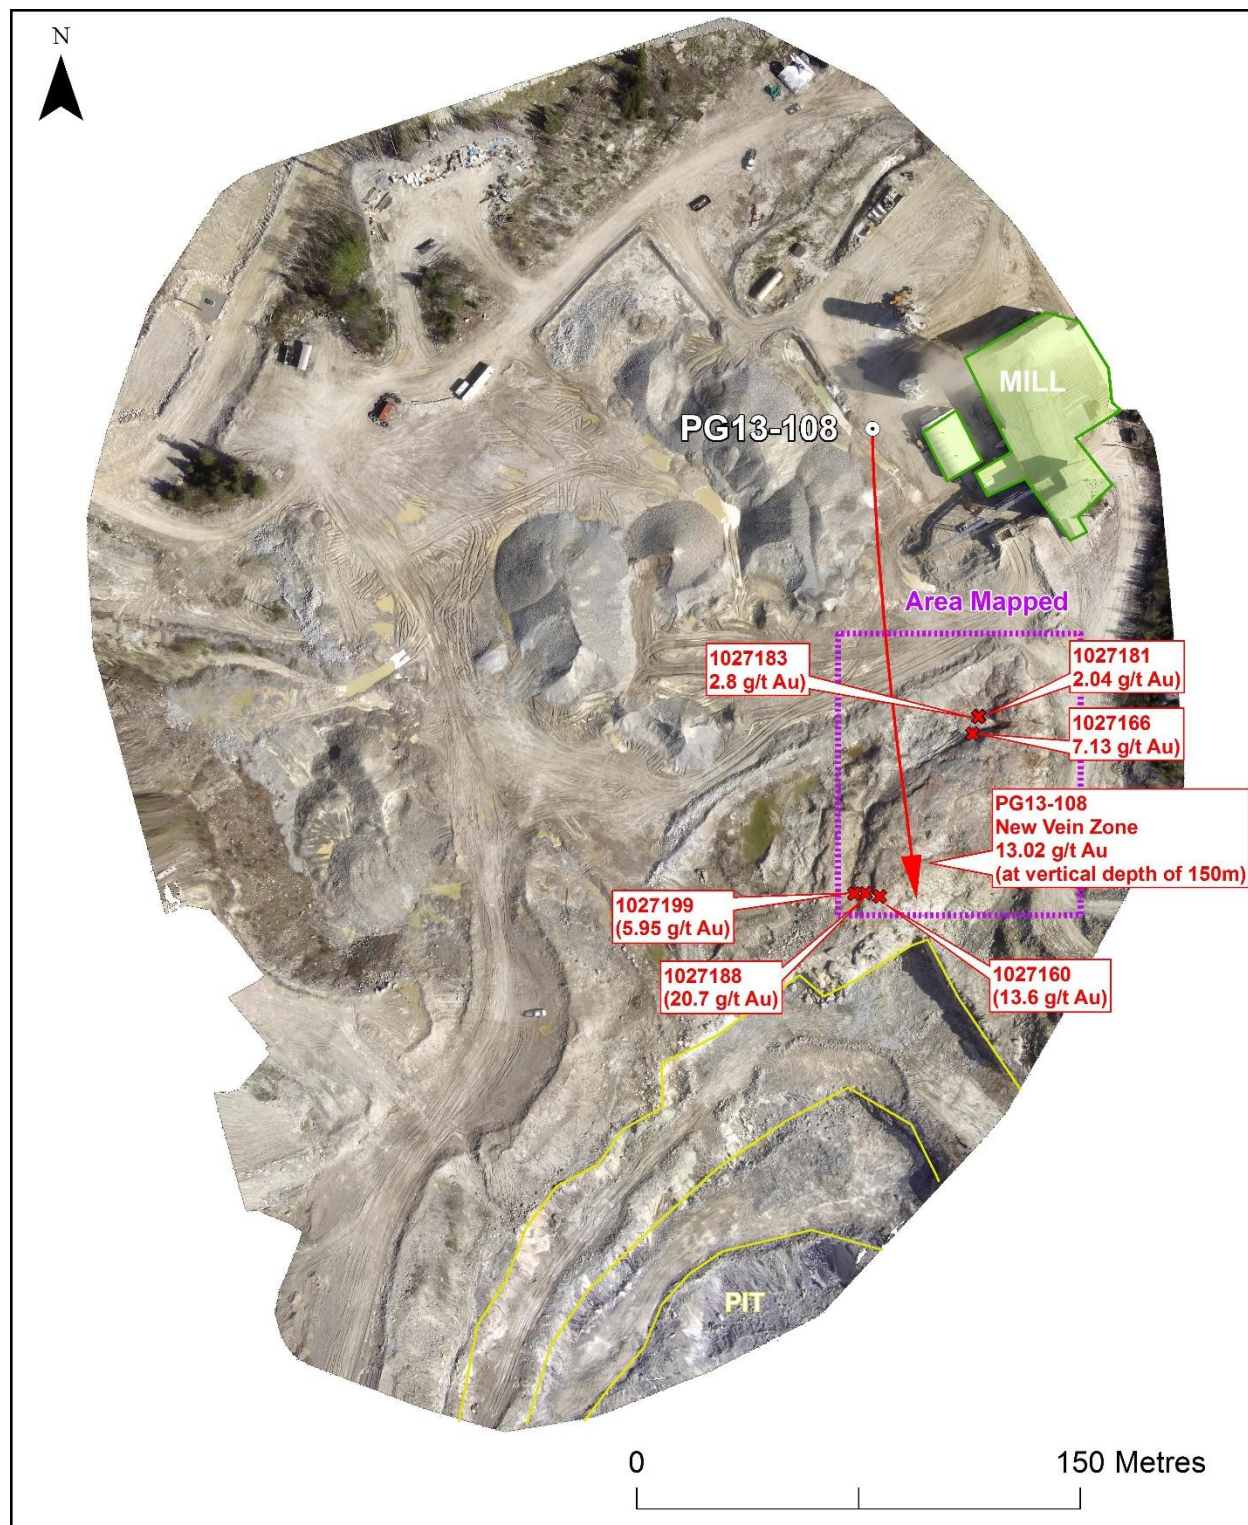 N
MILL
PG13-108
Area Mapped
1027183
2.8 g/t Au)
1027181
2.04 g/t Au)
1027166
7.13 g/t Au)
PG13-108
New Vein Zone
13.02 g/t Au
(at vertical depth of 150m)
1027199
(5.95 g/t Au)
1027188
(20.7 g/t Au)
1027160
(13.6 g/t Au)
PIT
0
150 Metres